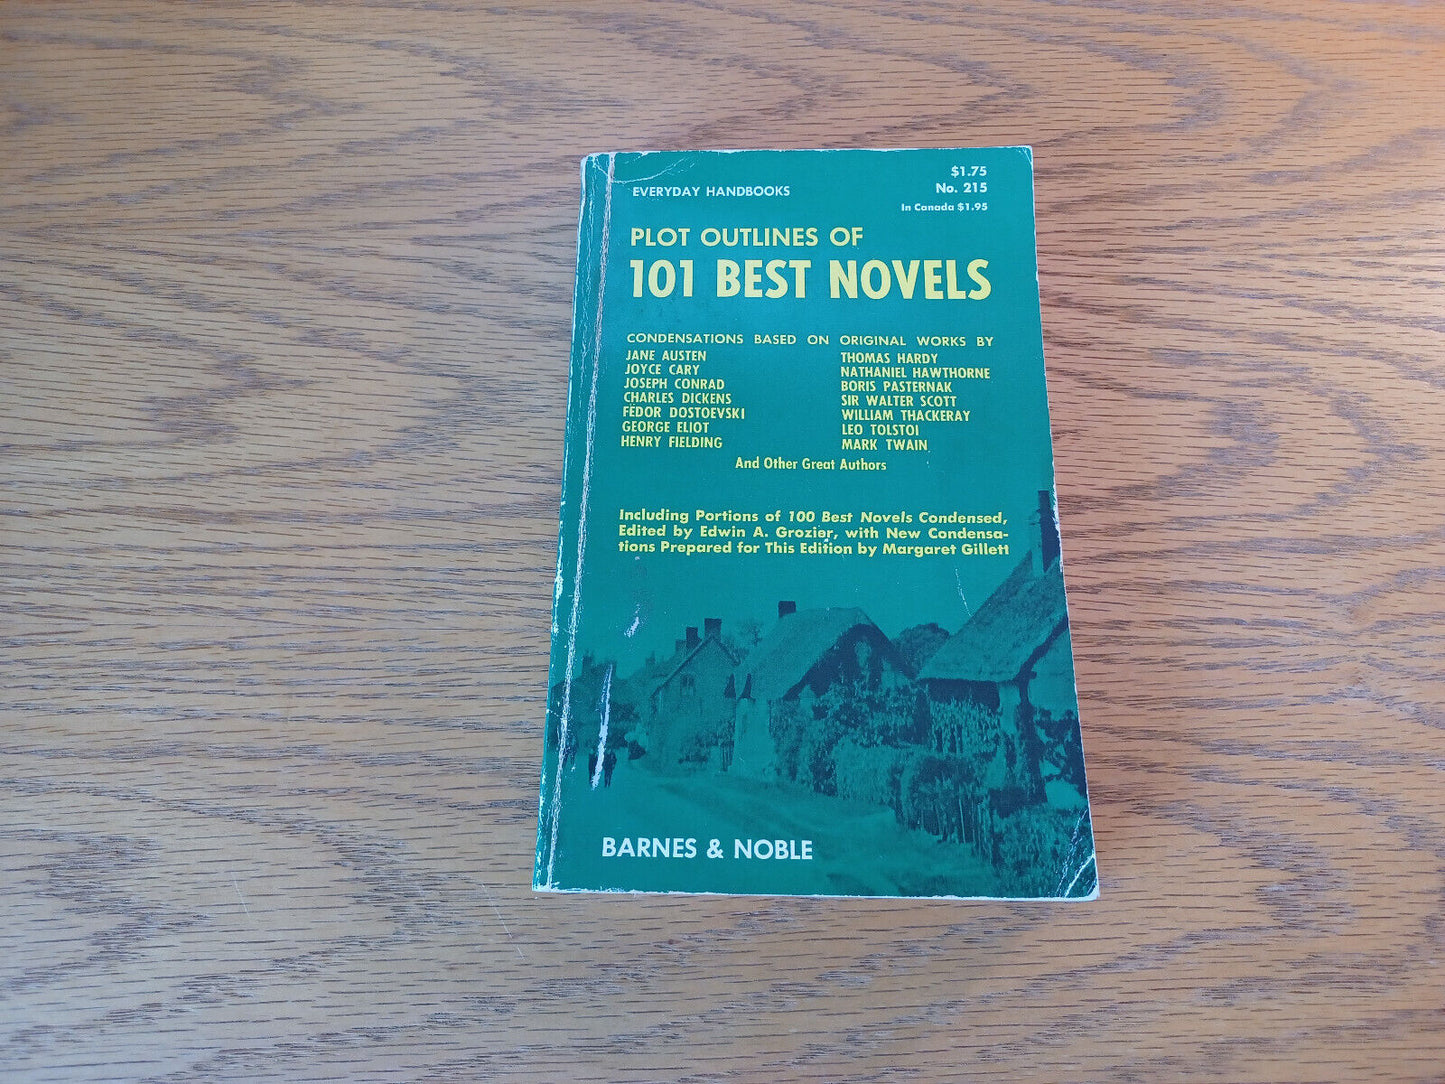 EVERYDAY HANDBOOKS
$1.75
No. 215
In Canada $1.95
PLOT OUTLINES OF
101 BEST NOVELS
CONDENSATIONS BASED ON ORIGINAL WORKS BY
JANE AUSTEN
JOYCE CARY
JOSEPH CONRAD
CHARLES DICKENS
FËDOR DOSTOEVSKI
GEORGE ELIOT
HENRY FIELDING
THOMAS HARDY
NATHANIEL HAWTHORNE
BORIS PASTERNAK
SIR WALTER SCOTT
WILLIAM THACKERAY
LEO TOLSTOI
MARK TWAIN
And Other Great Authors
Including Portions of 100 Best Novels Condensed,
Edited by Edwin A. Grozier, with New Condensa-
tions Prepared for This Edition by Margaret Gillett
BARNES & NOBLE